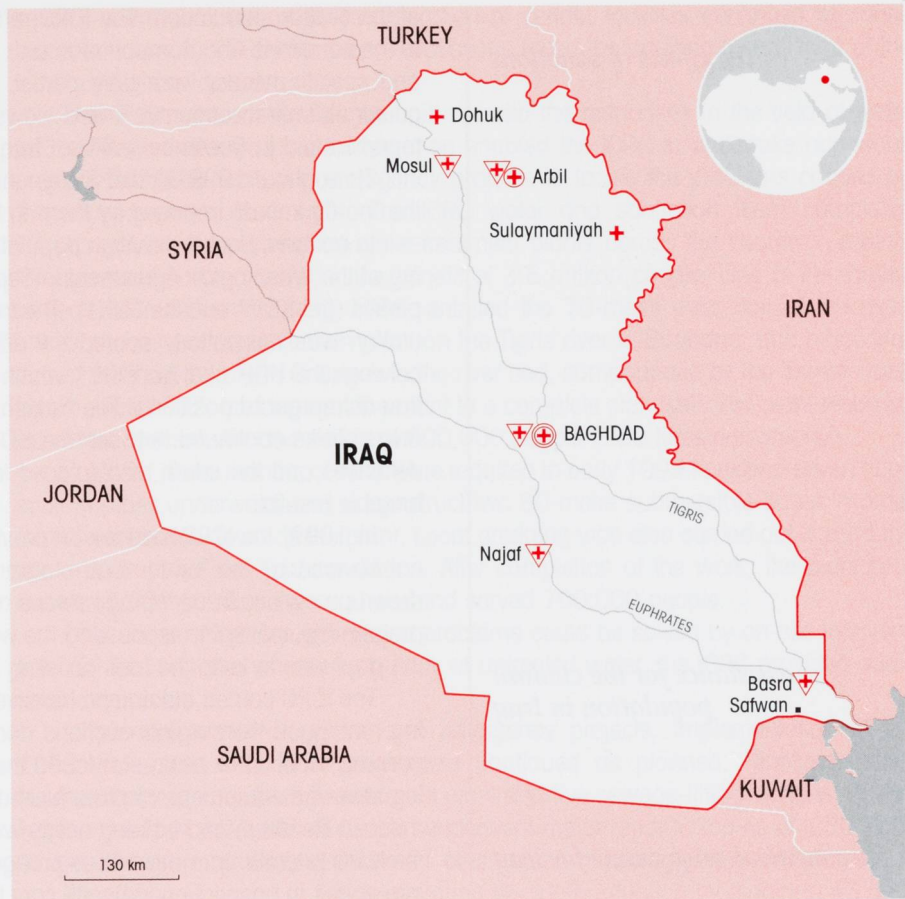 TURKEY
Dohuk
Mosul
Arbil
Sulaymaniyah
SYRIA
IRAN
BAGHDAD
IRAQ
JORDAN
TIGRIS
Najaf
EUPHRATES
Basra
Safwan
SAUDI ARABIA
KUWAIT
130 km